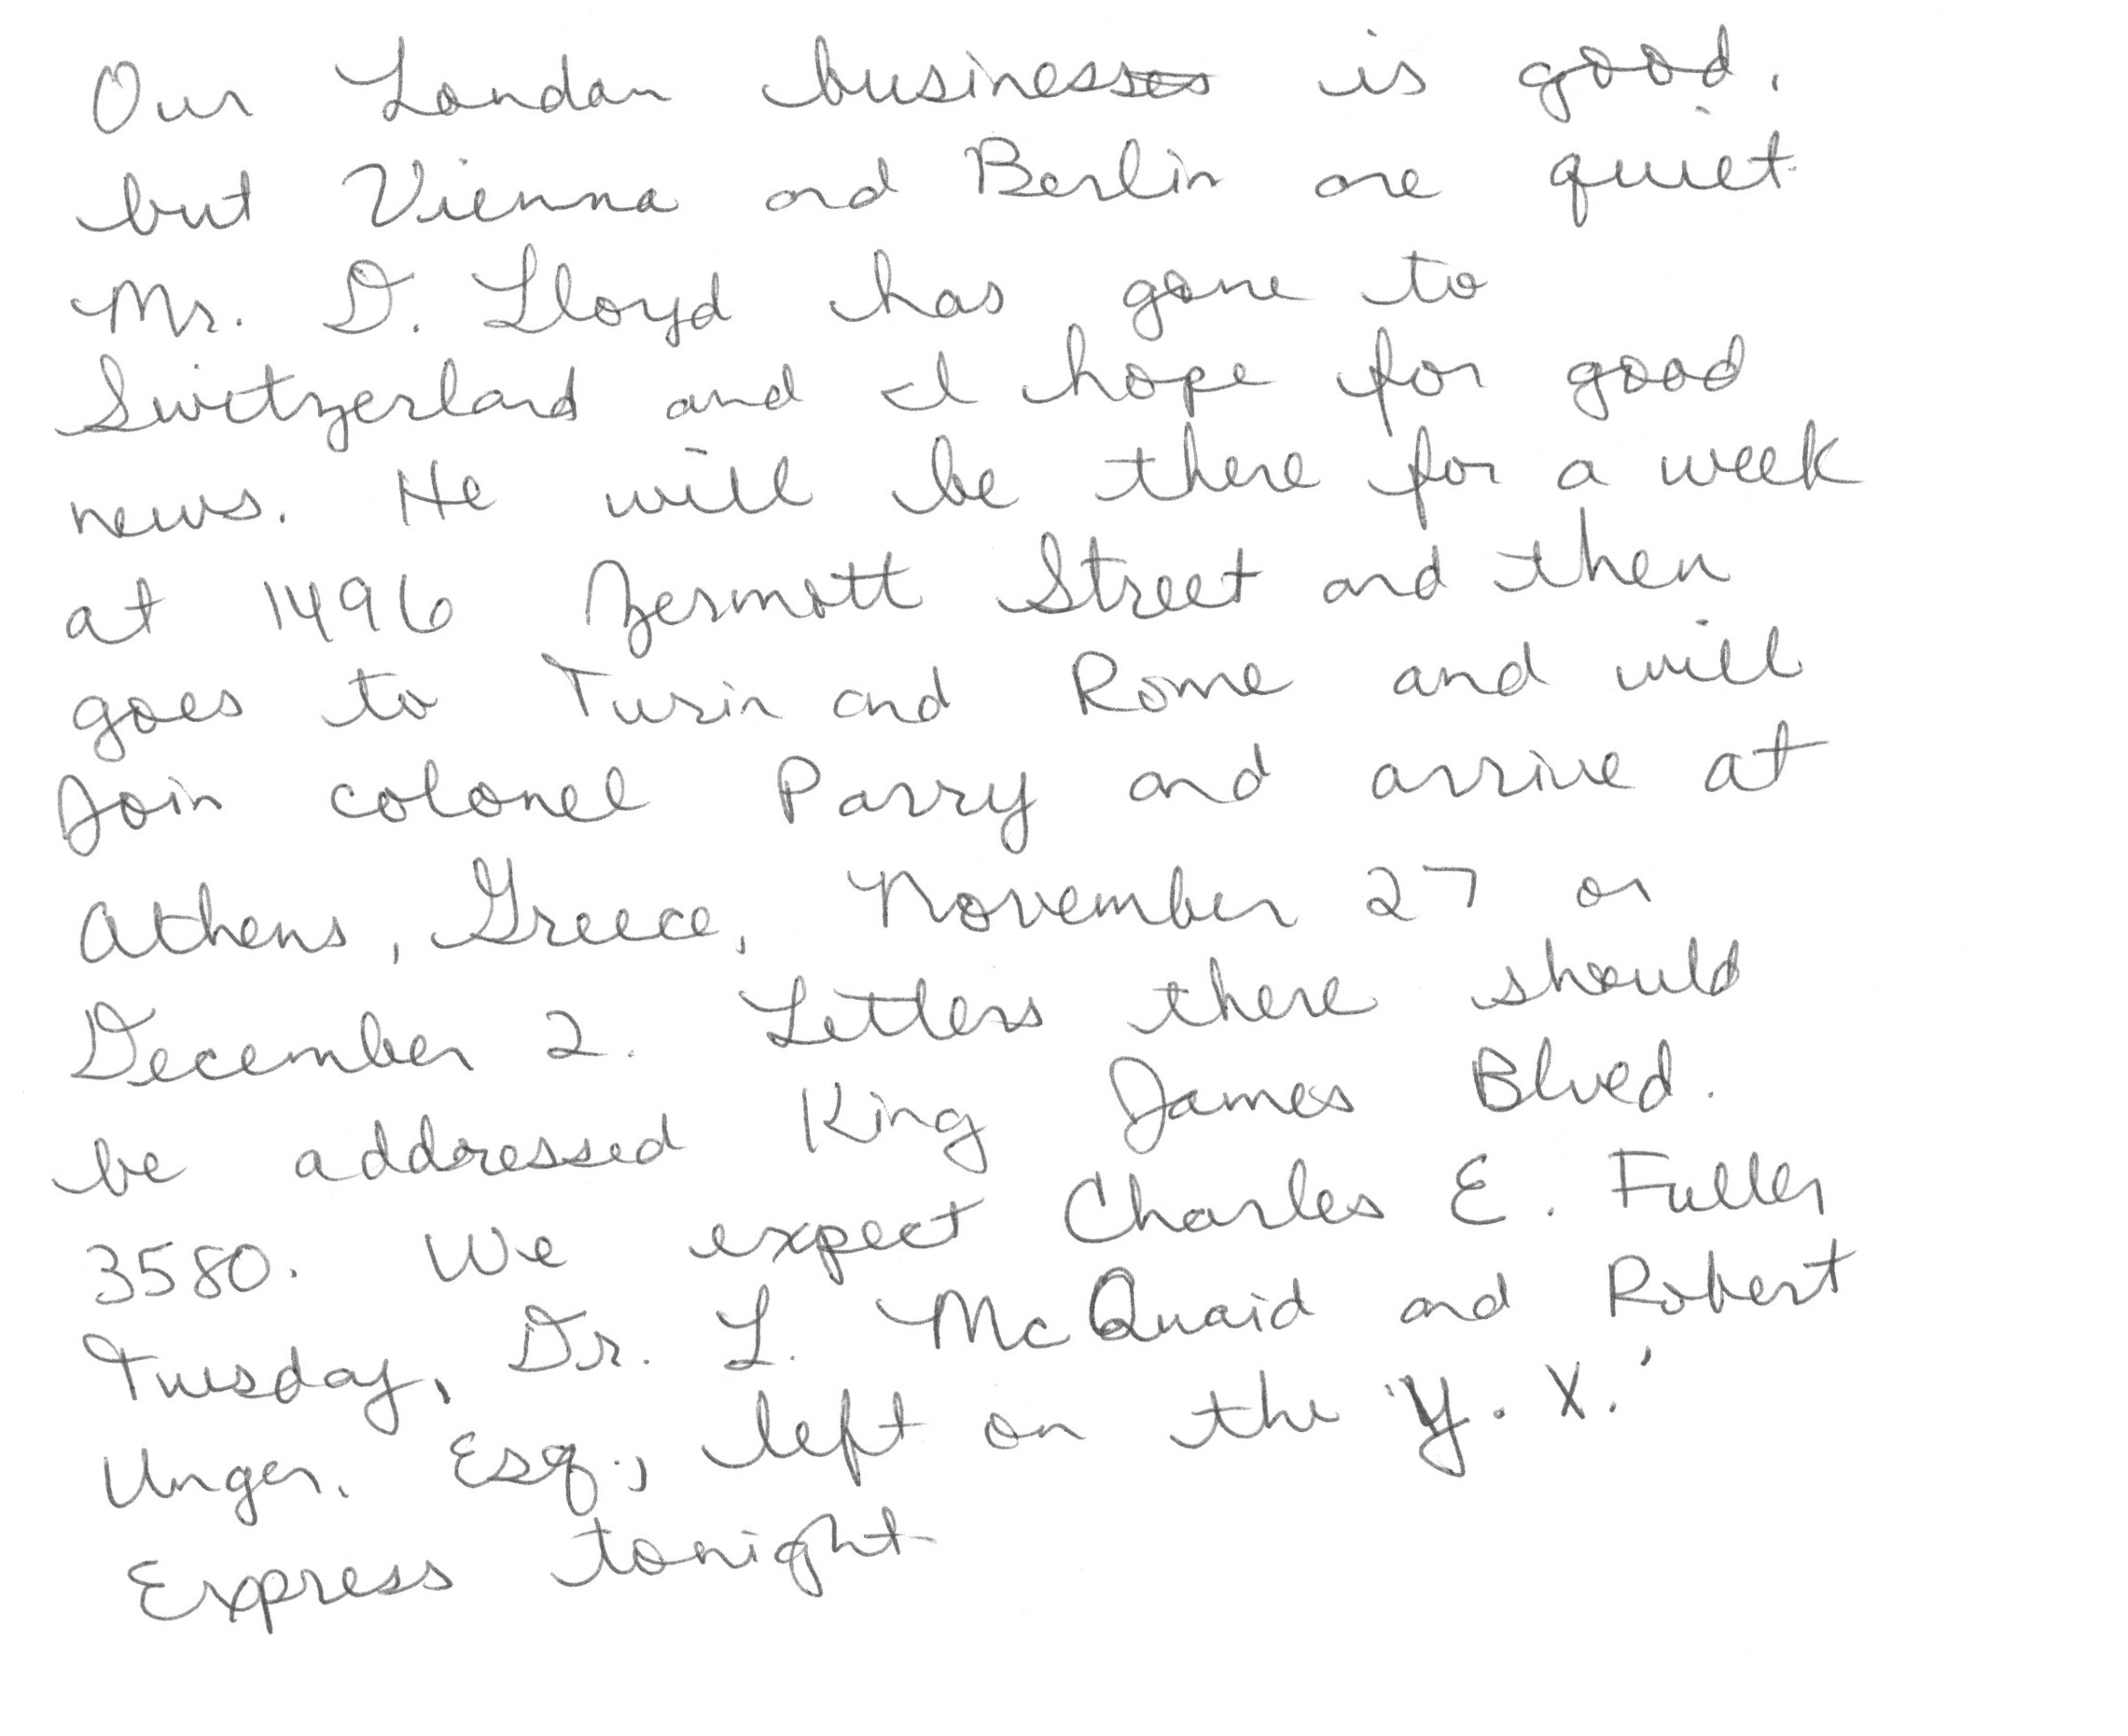 Our London business is good,
but Vienna and Berlin are quiet.
Mr. D. Lloyd has gone to
Switzerland and I hope for good
news. He will be there for a week
at 1496 Zermott Street and then
goes to Turin and Rome and will
Join colonel Parry and arrive at
Athens, Greece, November 27 or
December 2. Letters there should
be addressed King James Blved.
3580. We expect Charles E. Fuller
Tuesday, Dr. L. McQuaid and Robert
Unger, Esq., left on the 'Y. X.'
Express tonight